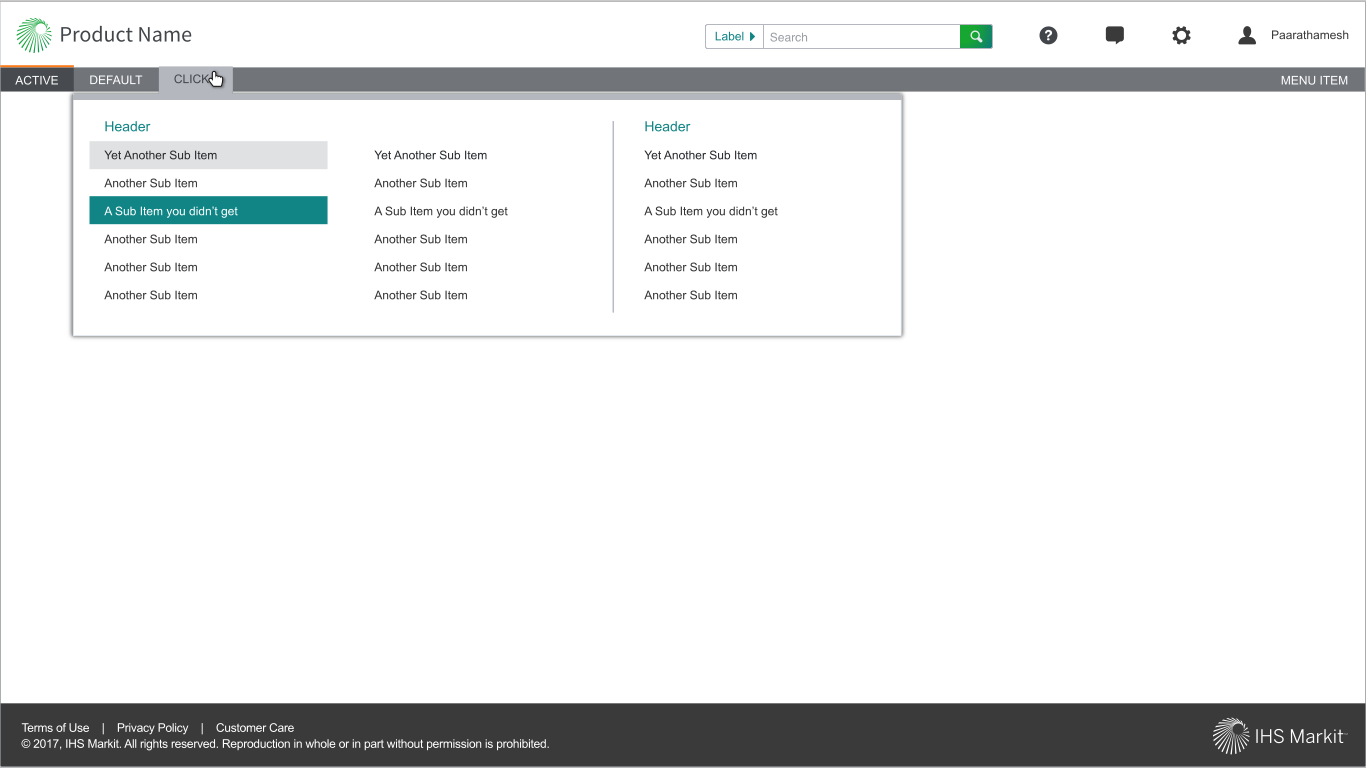 Product Name
Label
Search
Paarathamesh
ACTIVE
DEFAULT
CLICK
MENU ITEM
Header
Yet Another Sub Item
Another Sub Item
A Sub Item you didn’t get
Another Sub Item
Another Sub Item
Another Sub Item
Yet Another Sub Item
Another Sub Item
A Sub Item you didn’t get
Another Sub Item
Another Sub Item
Another Sub Item
Header
Yet Another Sub Item
Another Sub Item
A Sub Item you didn’t get
Another Sub Item
Another Sub Item
Another Sub Item
Terms of Use | Privacy Policy | Customer Care
© 2017, IHS Markit. All rights reserved. Reproduction in whole or in part without permission is prohibited.
IHS Markit